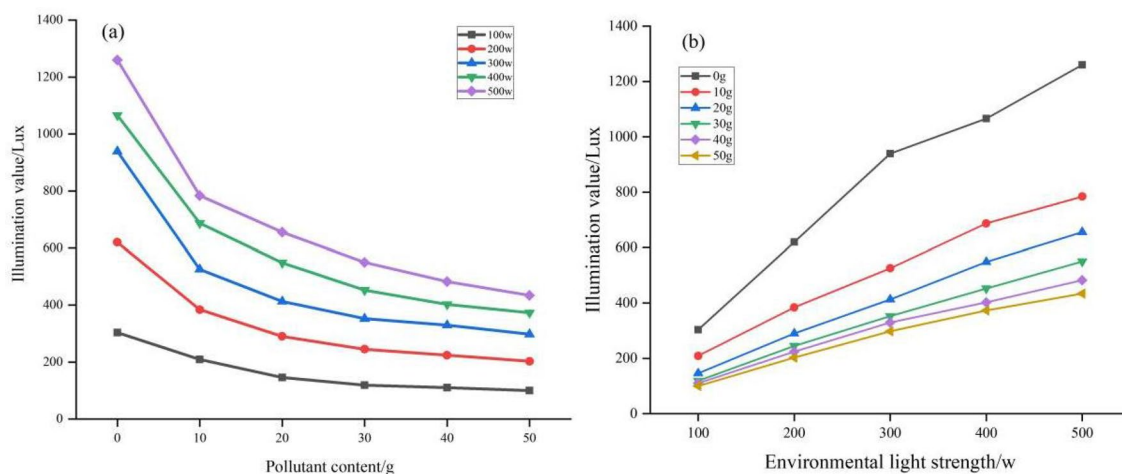 (a)
100w
200w
300w
400w
500w
1400
1200
1000
800
600
400
200
0
0 10 20 30 40 50
Pollutant content/g
Illumination value/Lux
(b)
0g
10g
20g
30g
40g
50g
1400
1200
1000
800
600
400
200
0
100 200 300 400 500
Environmental light strength/w
Illumination value/Lux